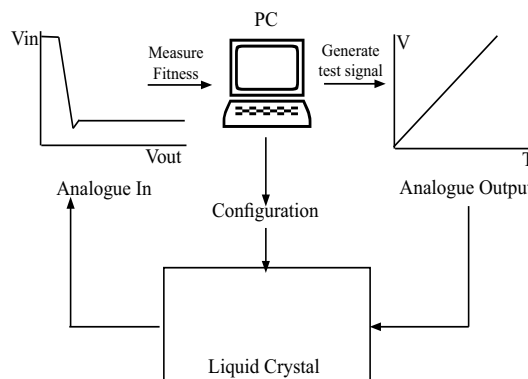 PC
Vin
Measure
Fitness
Generate
test signal
V
Vout
T
Analogue In
Configuration
Analogue Output
Liquid Crystal